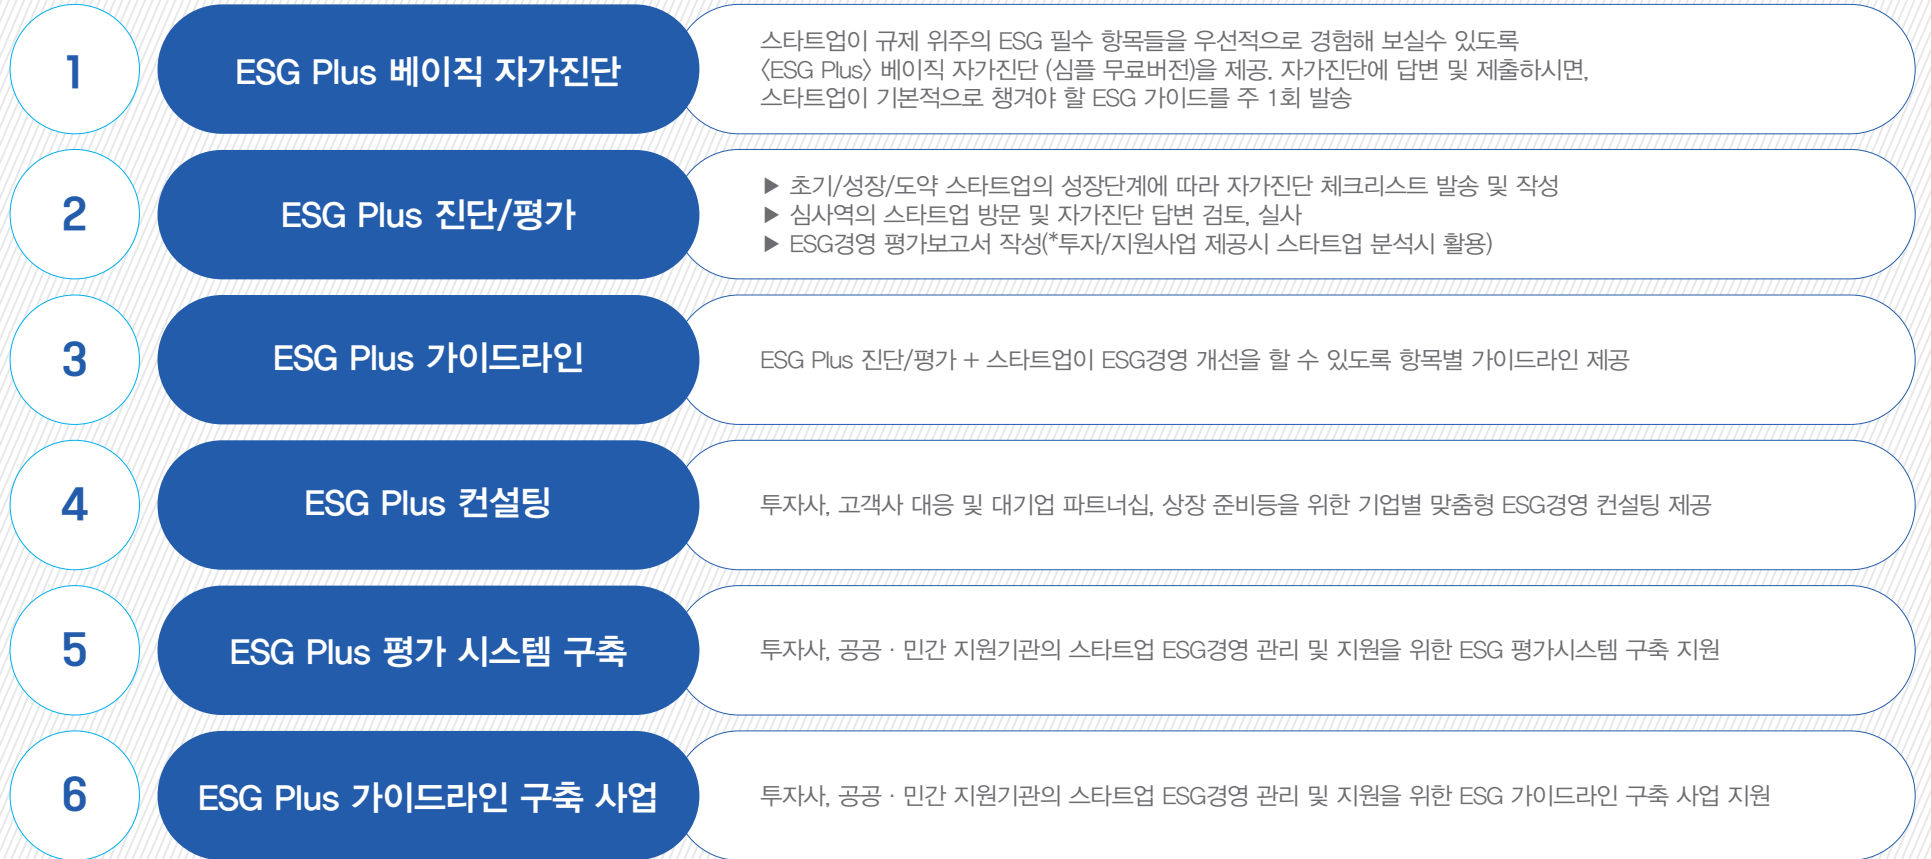 1
ESG Plus 베이직 자가진단
스타트업이 규제 위주의 ESG 필수 항목들을 우선적으로 경험해 보실수 있도록
〈ESG Plus〉 베이직 자가진단 (심플 무료버전)을 제공. 자가진단에 답변 및 제출하시면,
스타트업이 기본적으로 챙겨야 할 ESG 가이드를 주 1회 발송
2
ESG Plus 진단/평가
▶ 초기/성장/도약 스타트업의 성장단계에 따라 자가진단 체크리스트 발송 및 작성
▶ 심사역의 스타트업 방문 및 자가진단 답변 검토, 실사
▶ ESG경영 평가보고서 작성(*투자/지원사업 제공시 스타트업 분석시 활용)
3
ESG Plus 가이드라인
ESG Plus 진단/평가 + 스타트업이 ESG경영 개선을 할 수 있도록 항목별 가이드라인 제공
4
ESG Plus 컨설팅
투자사, 고객사 대응 및 대기업 파트너십, 상장 준비등을 위한 기업별 맞춤형 ESG경영 컨설팅 제공
5
ESG Plus 평가 시스템 구축
투자사, 공공 · 민간 지원기관의 스타트업 ESG경영 관리 및 지원을 위한 ESG 평가시스템 구축 지원
6
ESG Plus 가이드라인 구축 사업
투자사, 공공 · 민간 지원기관의 스타트업 ESG경영 관리 및 지원을 위한 ESG 가이드라인 구축 사업 지원